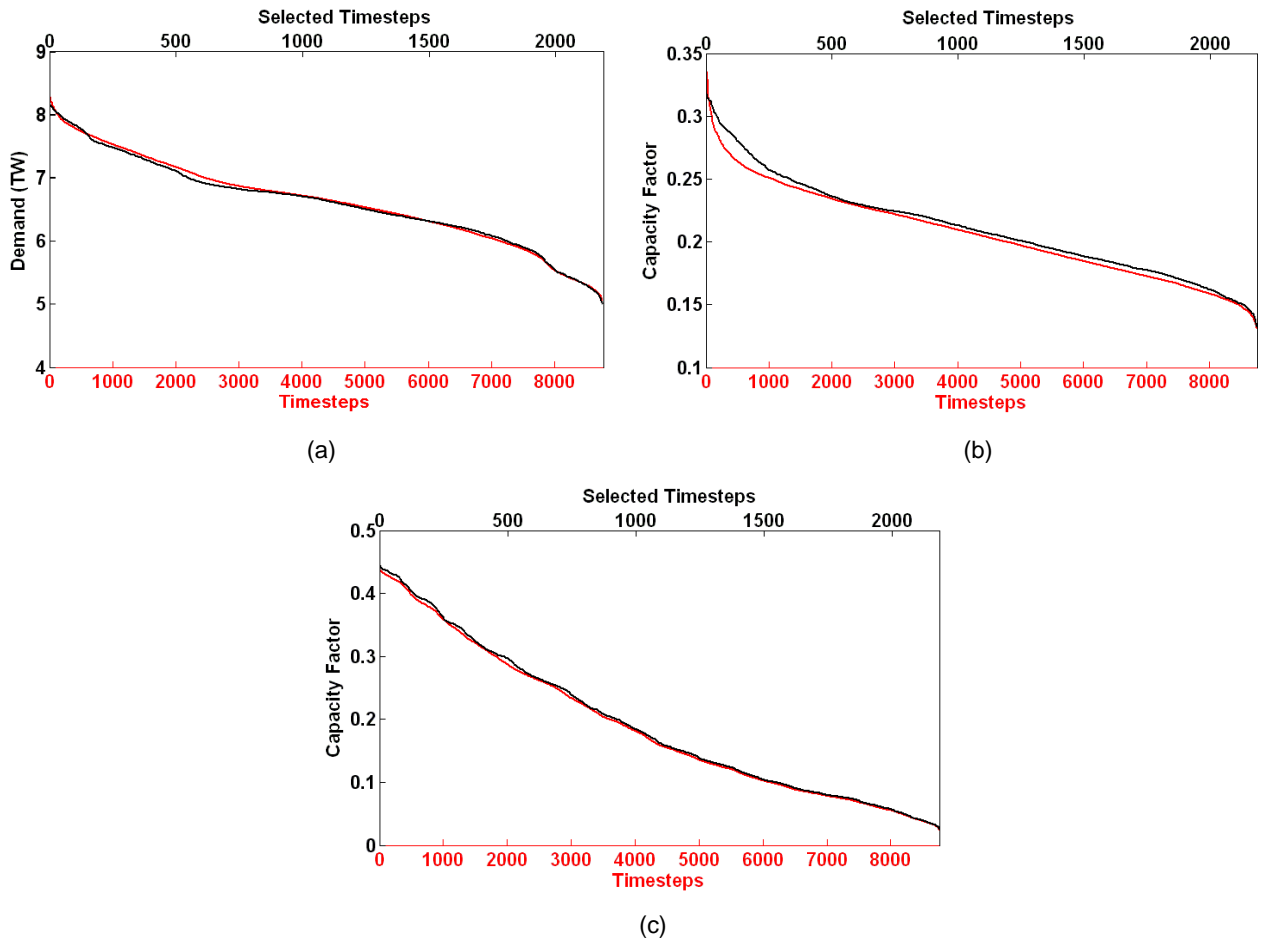 Selected Timesteps
0 500 1000 1500 2000
9
8
7
6
5
4
Demand (TW)
0 1000 2000 3000 4000 5000 6000 7000 8000
Timesteps
(a)
Selected Timesteps
0 500 1000 1500 2000
0.35
0.3
0.25
0.2
0.15
0.1
Capacity Factor
0 1000 2000 3000 4000 5000 6000 7000 8000
Timesteps
(b)
Selected Timesteps
0 500 1000 1500 2000
0.5
0.4
0.3
0.2
0.1
0
Capacity Factor
0 1000 2000 3000 4000 5000 6000 7000 8000
Timesteps
(c)